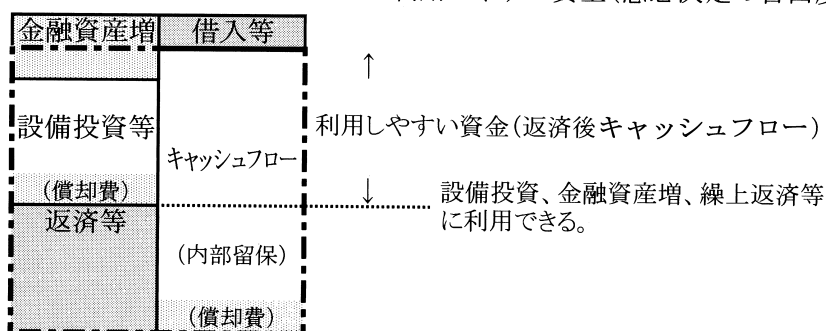 金融資産増 借入等
↑
設備投資等
利用しやすい資金(返済後キャッシュフロー)
キャッシュフロー
(償却費)
↓
設備投資、金融資産増、繰上返済等
に利用できる。
返済等
(内部留保)
(償却費)